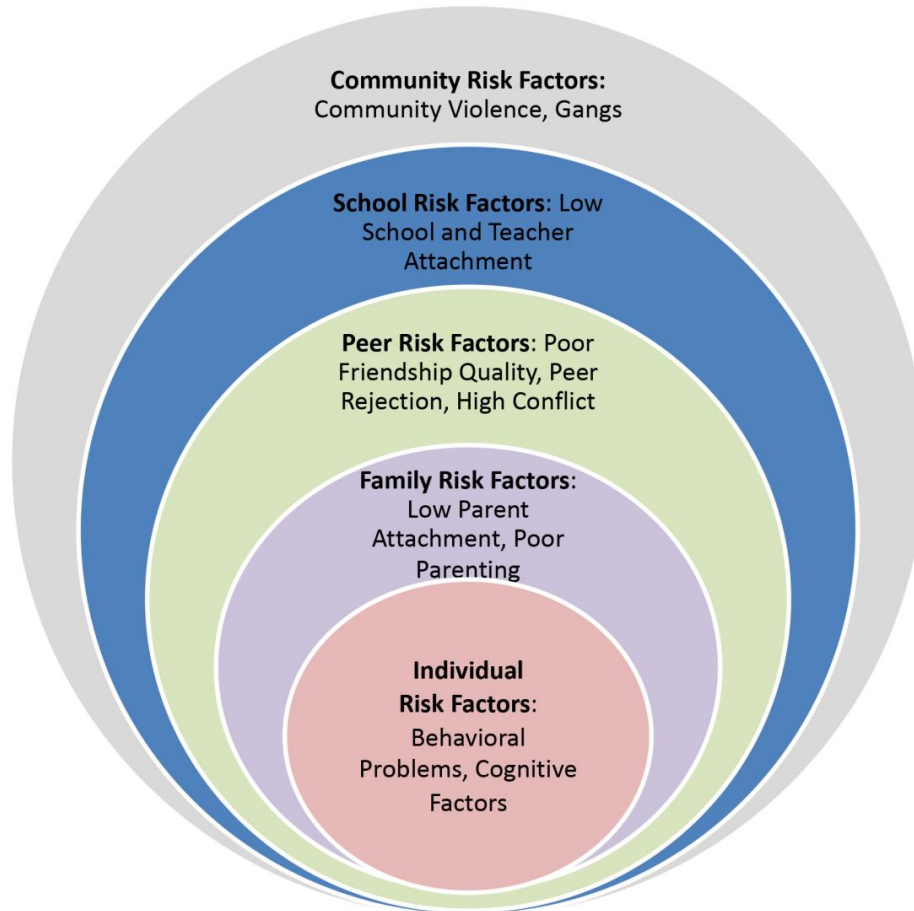 Community Risk Factors:
Community Violence, Gangs
School Risk Factors: Low
School and Teacher
Attachment
Peer Risk Factors: Poor
Friendship Quality, Peer
Rejection, High Conflict
Family Risk Factors:
Low Parent
Attachment, Poor
Parenting
Individual
Risk Factors:
Behavioral
Problems, Cognitive
Factors